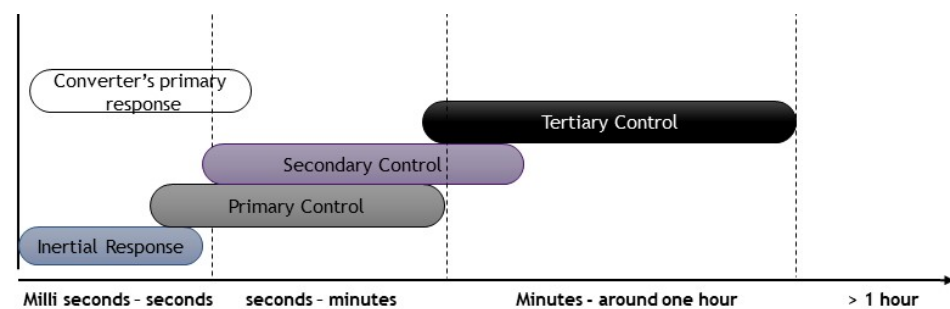 Converter’s primary
response
Tertiary Control
Secondary Control
Primary Control
Inertial Response
Milli seconds – seconds
seconds – minutes
Minutes - around one hour
> 1 hour